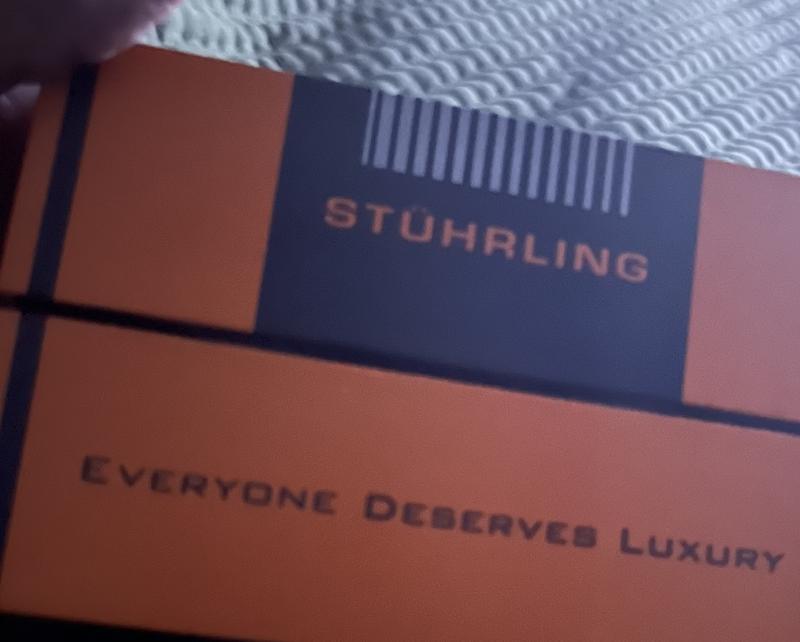 STÜHRLING
EVERYONE DESERVES LUXURY